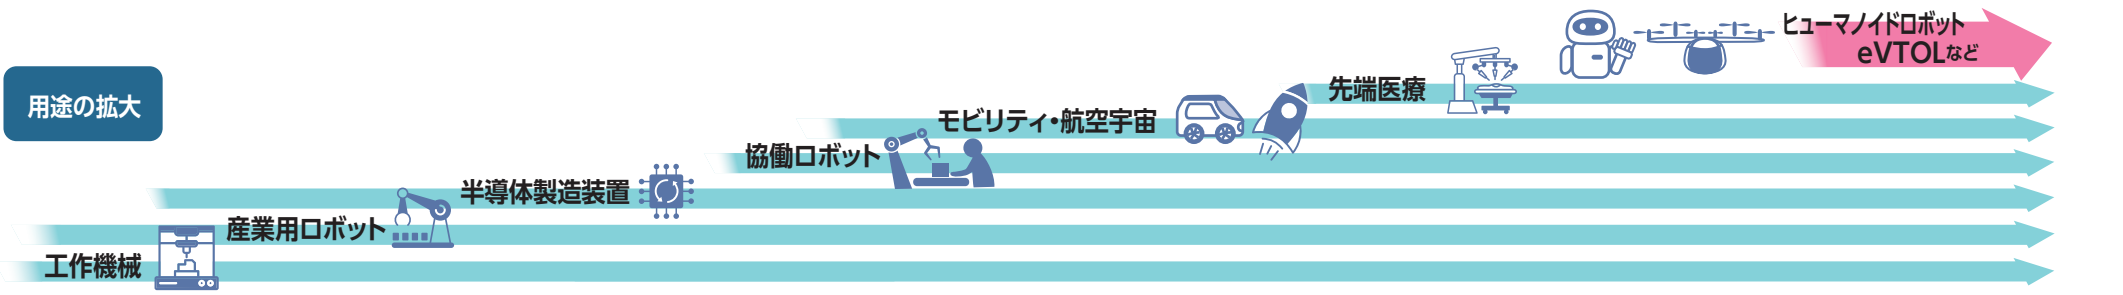 用途の拡大
ヒューマノイドロボット
eVTOLなど
先端医療
モビリティ・航空宇宙
協働ロボット
半導体製造装置
産業用ロボット
工作機械